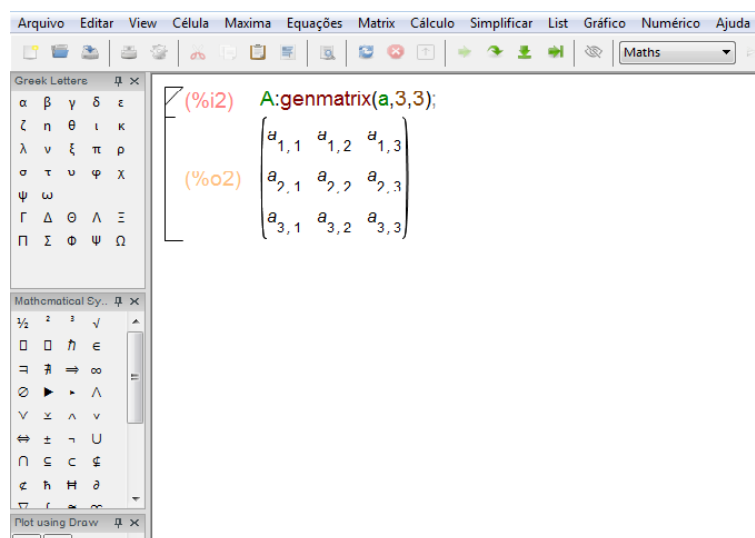 Arquivo Editar View Célula Maxima Equações Matrix Cálculo Simplificar List Gráfico Numérico Ajuda
Maths
Greek Letters
α β γ δ ε
ζ η θ ι κ
λ ν ξ π ρ
σ τ υ φ χ
ψ ω
Γ Δ Θ Λ Ξ
Π Σ Φ Ψ Ω
(%i2) A:genmatrix(a,3,3);
(%o2)
a1,1 a1,2 a1,3
a2,1 a2,2 a2,3
a3,1 a3,2 a3,3
Mathematical Sy..
½ ² ³ √
ℏ ∈
∄ ⇒ ∞
∅ ▶ ▸ ⋀
⋁ ⊻ ∧ ∨
⇔ ± ¬ ⋃
⋂ ⊆ ⊂ ⊈
⊄ ħ Ħ ∂
Plot using Draw